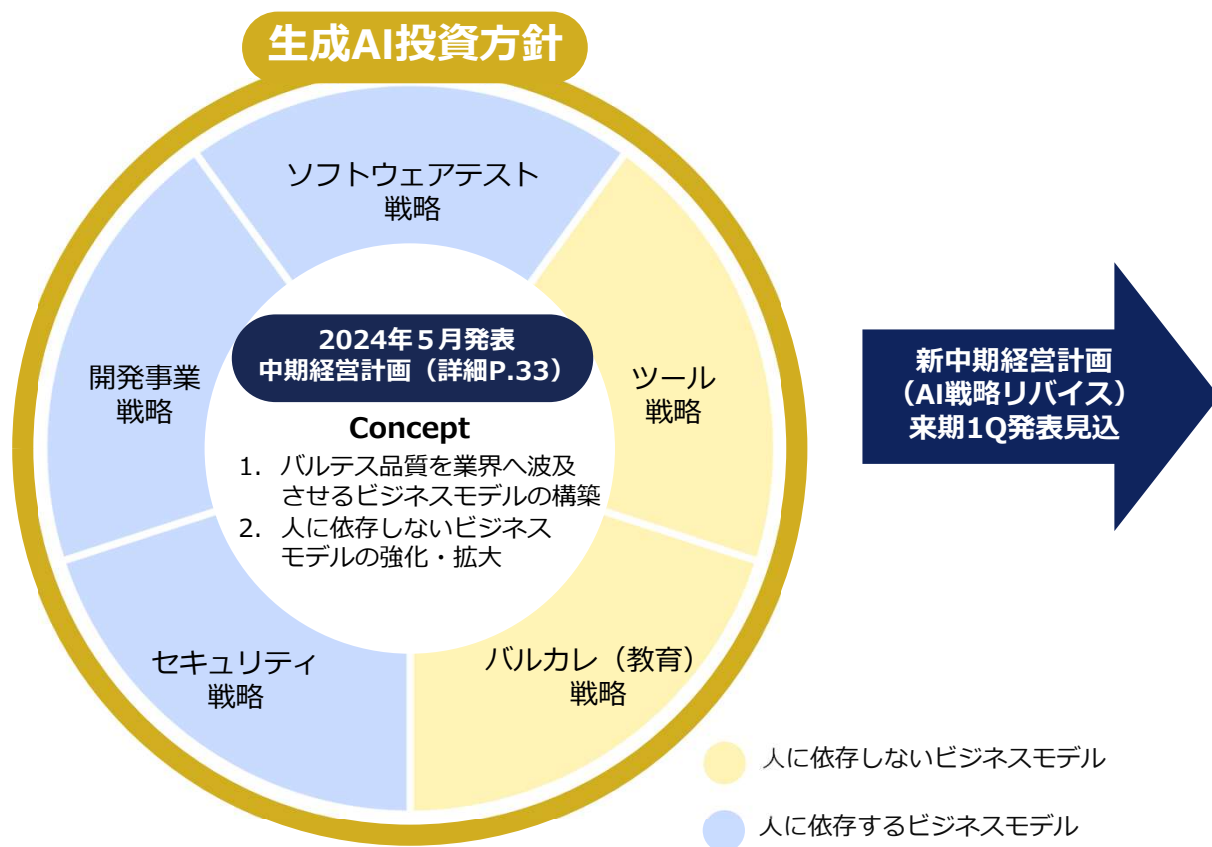 生成AI投資方針
ソフトウェアテスト
戦略
開発事業
戦略
ツール
戦略
2024年５月発表
中期経営計画（詳細P.33）
Concept
1. バルテス品質を業界へ波及
させるビジネスモデルの構築
2. 人に依存しないビジネス
モデルの強化・拡大
セキュリティ
戦略
バルカレ（教育）
戦略
新中期経営計画
（AI戦略リバイス）
来期1Q発表見込
人に依存しないビジネスモデル
人に依存するビジネスモデル